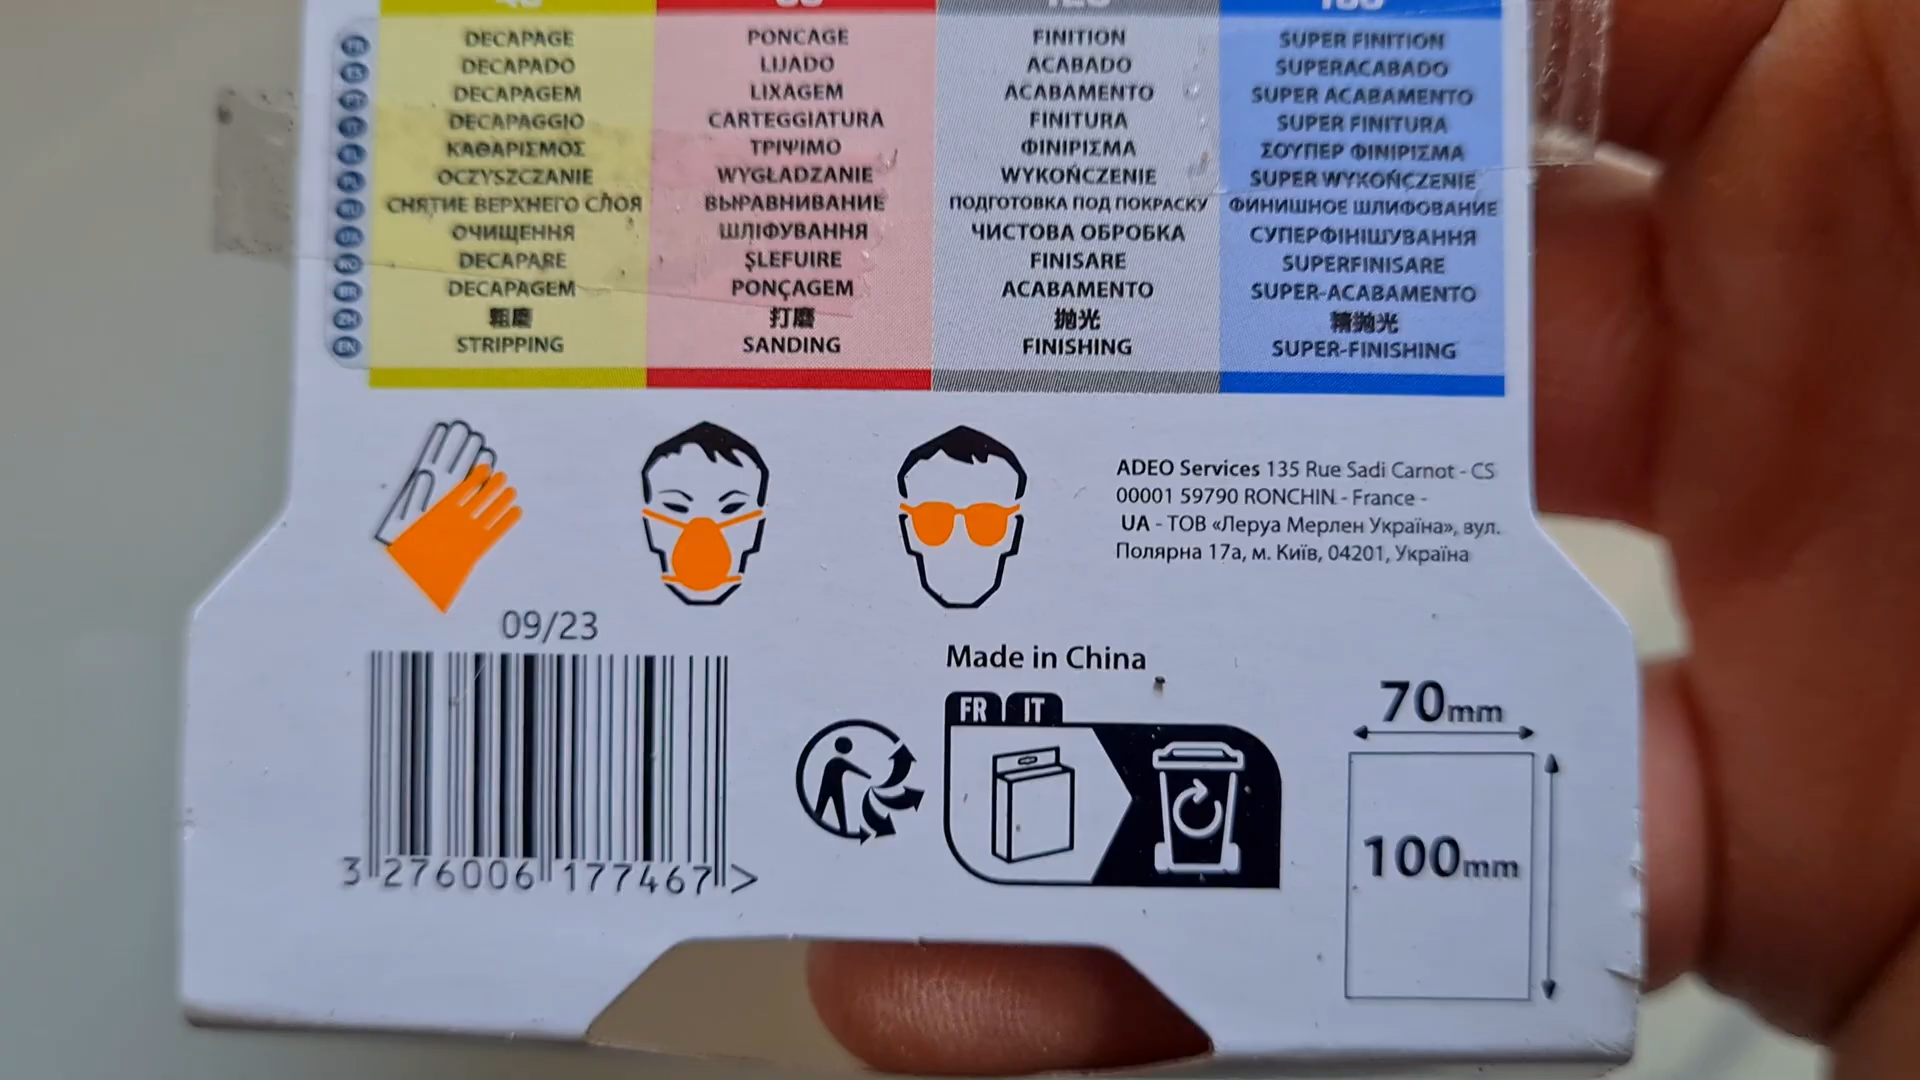 DECAPAGE PONCAGE FINITION SUPER FINITION
DECAPADO LIJADO ACABADO SUPERACABADO
DECAPAGEM LIXAGEM ACABAMENTO SUPER ACABAMENTO
DECAPAGGIO CARTEGGIATURA FINITURA SUPER FINITURA
ΚΑΘΑΡΙΣΜΟΣ ΤΡΙΨΙΜΟ ΦΙΝΙΡΙΣΜΑ ΣΟΥΠΕΡ ΦΙΝΙΡΙΣΜΑ
OCZYSZCZANIE WYGŁADZANIE WYKOŃCZENIE SUPER WYKOŃCZENIE
СНЯТИЕ ВЕРХНЕГО СЛОЯ ВЫРАВНИВАНИЕ ПОДГОТОВКА ПОД ПОКРАСКУ ФИНИШНОЕ ШЛИФОВАНИЕ
ОЧИЩЕННЯ ШЛІФУВАННЯ ЧИСТОВА ОБРОБКА СУПЕРФІНІШУВАННЯ
DECAPARE ŞLEFUIRE FINISARE SUPERFINISARE
DECAPAGEM PONÇAGEM ACABAMENTO SUPER-ACABAMENTO
粗磨 打磨 抛光 精抛光
EN STRIPPING SANDING FINISHING SUPER-FINISHING
ADEO Services 135 Rue Sadi Carnot - CS
00001 59790 RONCHIN - France -
UA - ТОВ «Леруа Мерлен Україна», вул.
Полярна 17а, м. Київ, 04201, Україна
09/23
3 276006 177467 >
Made in China
FR IT
70mm
100mm